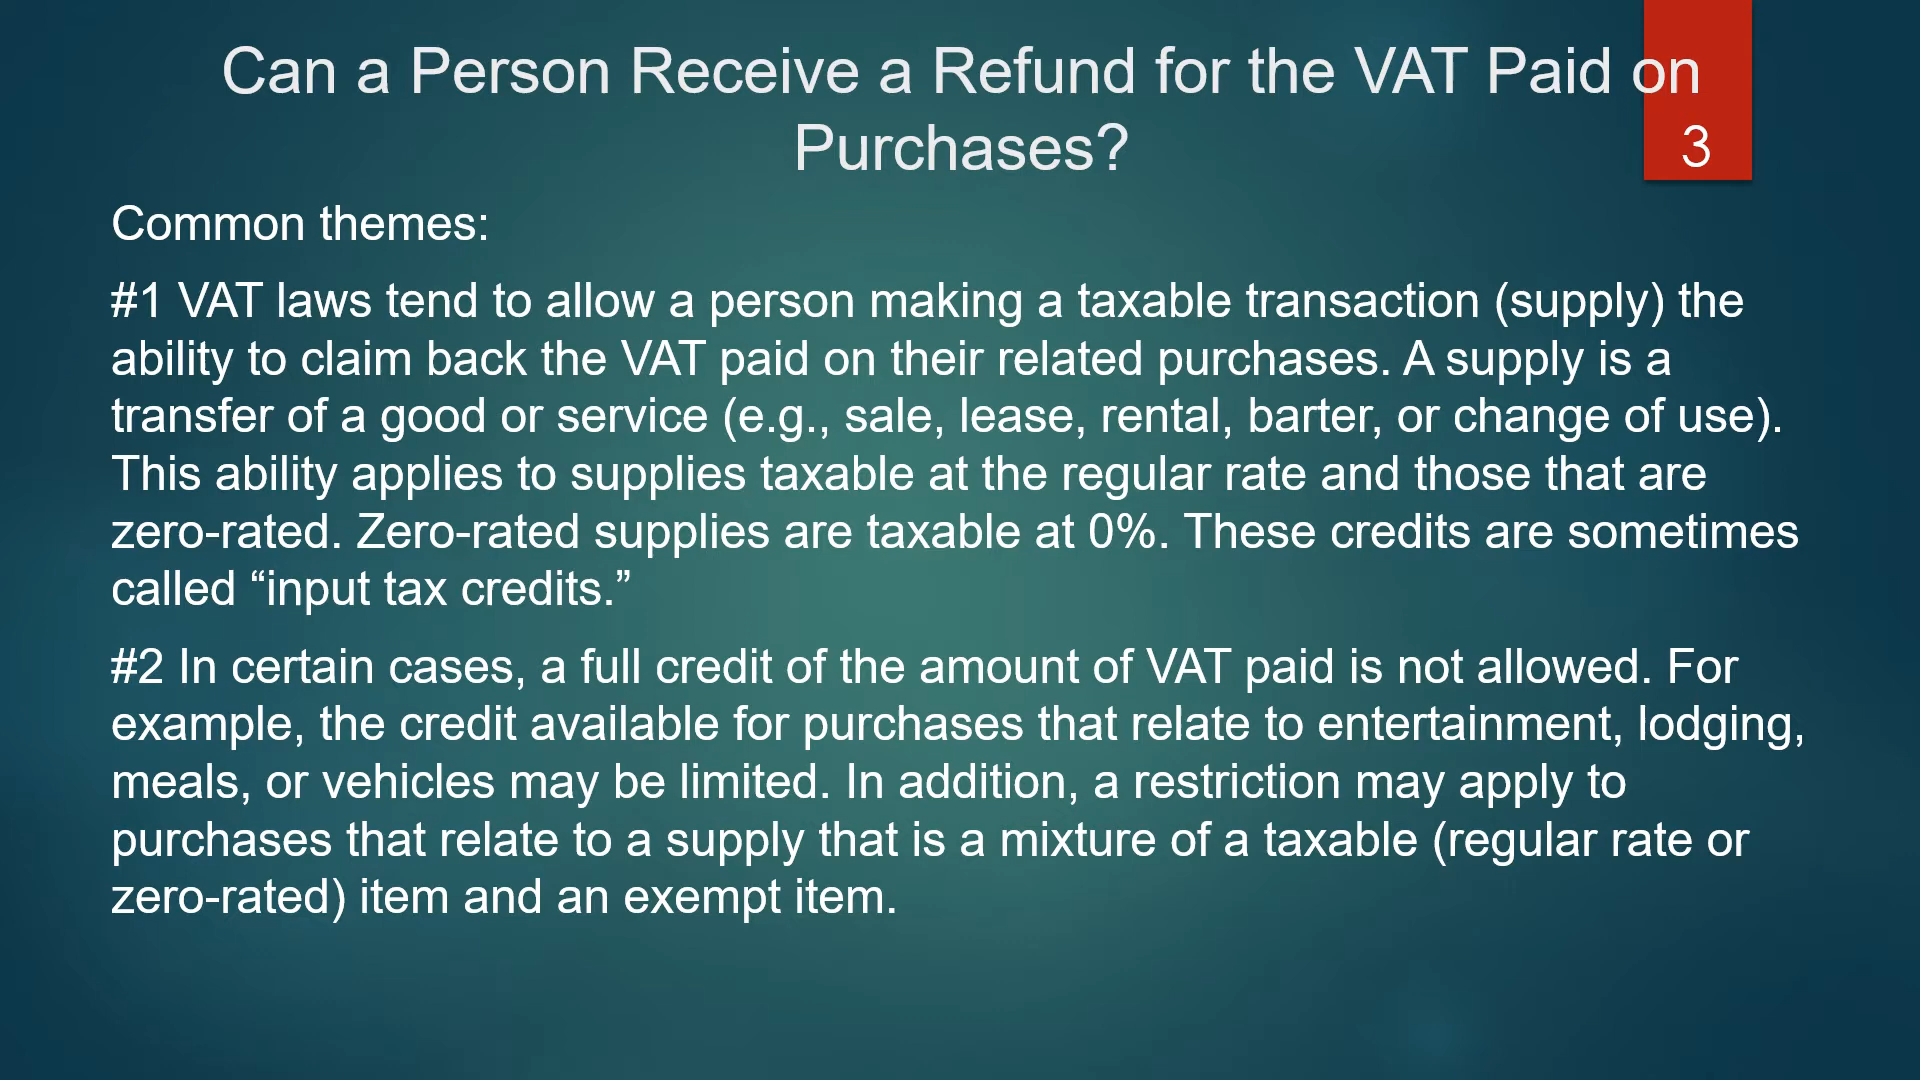 Can a Person Receive a Refund for the VAT Paid on
Purchases?
3
Common themes:
#1 VAT laws tend to allow a person making a taxable transaction (supply) the
ability to claim back the VAT paid on their related purchases. A supply is a
transfer of a good or service (e.g., sale, lease, rental, barter, or change of use).
This ability applies to supplies taxable at the regular rate and those that are
zero-rated. Zero-rated supplies are taxable at 0%. These credits are sometimes
called “input tax credits.”
#2 In certain cases, a full credit of the amount of VAT paid is not allowed. For
example, the credit available for purchases that relate to entertainment, lodging,
meals, or vehicles may be limited. In addition, a restriction may apply to
purchases that relate to a supply that is a mixture of a taxable (regular rate or
zero-rated) item and an exempt item.